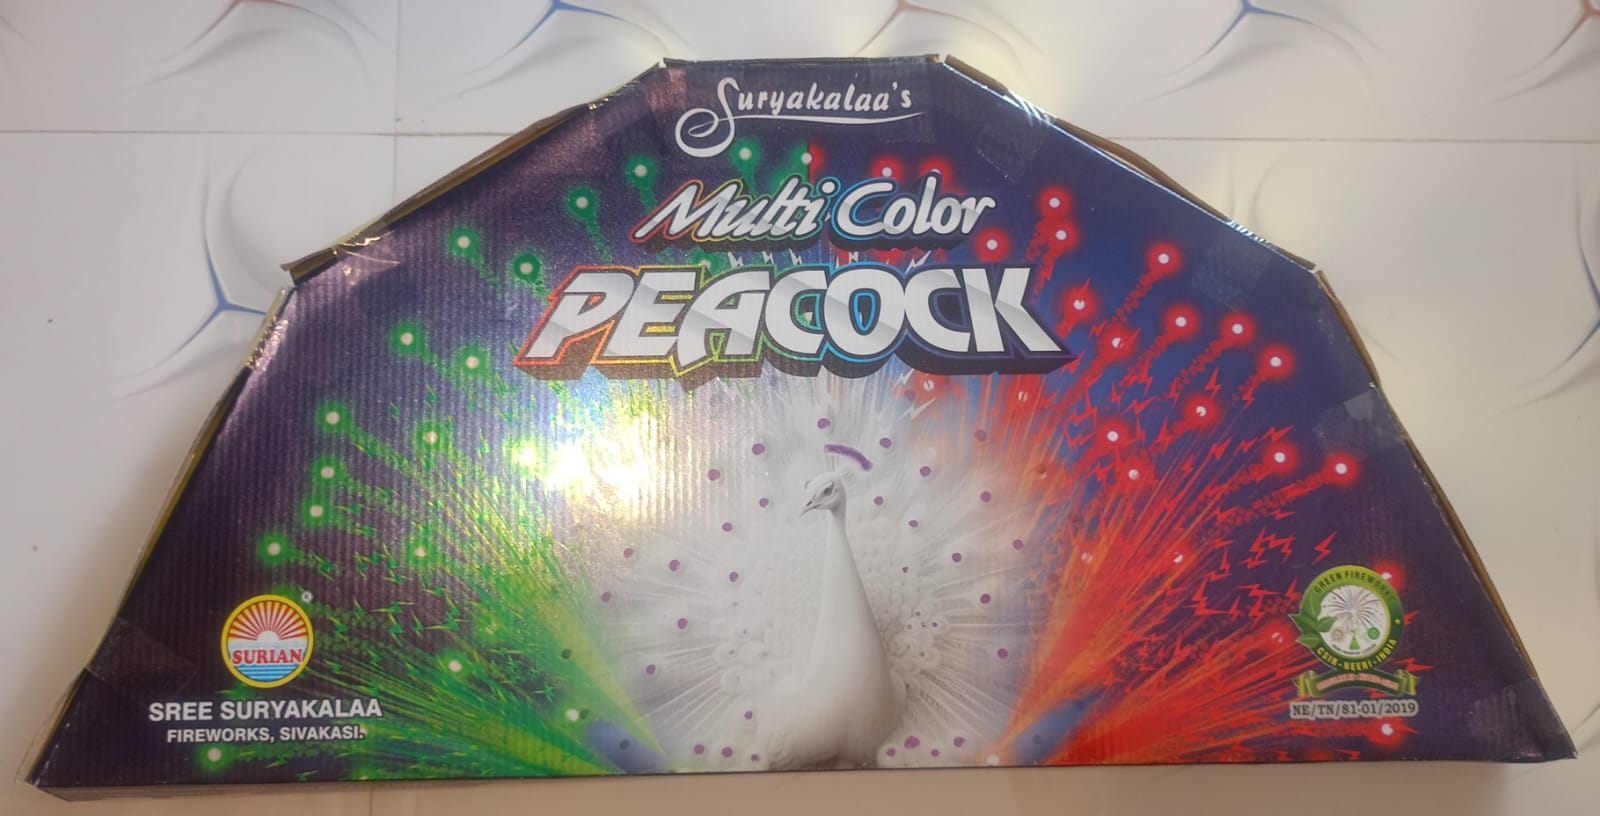 Suryakalaa's
Multi Color
PEACOCK
SURIAN
®
SREE SURYAKALAA
FIREWORKS, SIVAKASI.
GREEN FIREWORKS
CSIR-NEERI-INDIA
NE/TN/81-01/2019